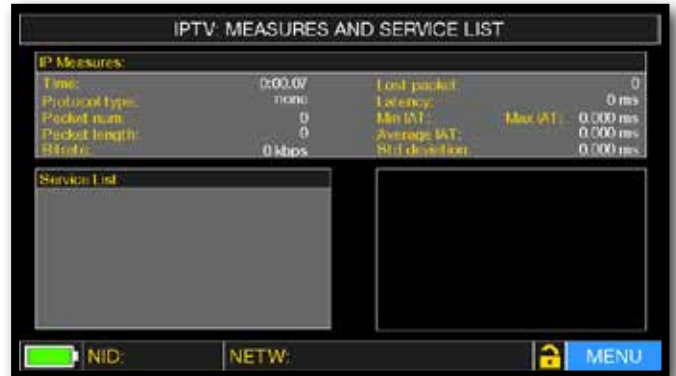 IPTV: MEASURES AND SERVICE LIST
IP Measures:
Time: 0:00.07 Lost packet: 0
Protocol type: none Latency: 0 ms
Packet num: 0 Min IAT: Max IAT: 0.000 ms
Packet length: 0 Average IAT: 0.000 ms
Bitrate: 0 kbps Std deviation: 0.000 ms
Service List
NID: NETW: MENU